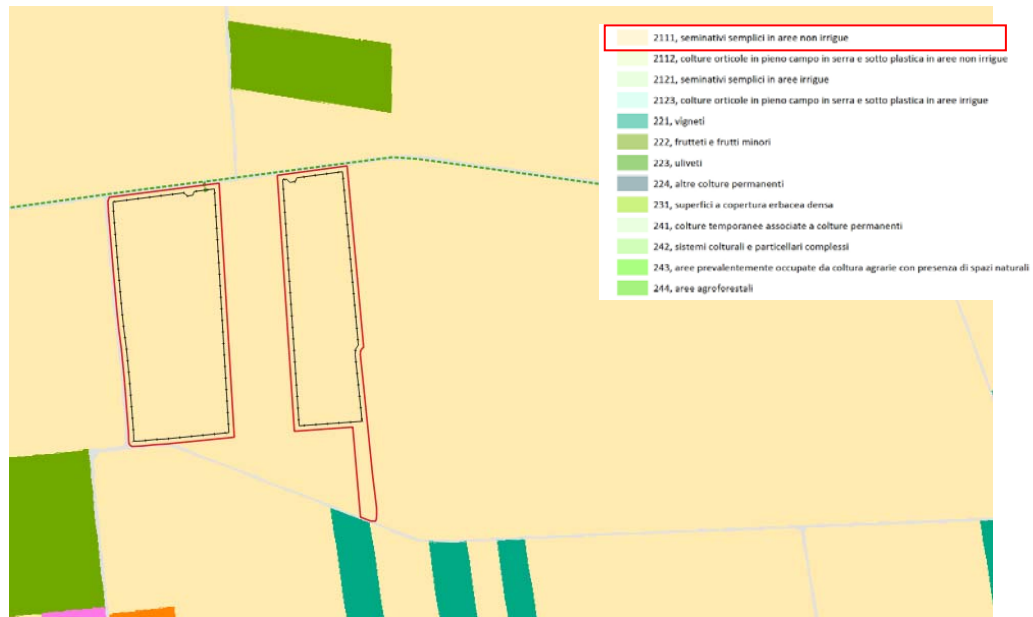 2111, seminativi semplici in aree non irrigue
2112, colture orticole in pieno campo in serra e sotto plastica in aree non irrigue
2121, seminativi semplici in aree irrigue
2123, colture orticole in pieno campo in serra e sotto plastica in aree irrigue
221, vigneti
222, frutteti e frutti minori
223, uliveti
224, altre colture permanenti
231, superfici a copertura erbacea densa
241, colture temporanee associate a colture permanenti
242, sistemi colturali e particellari complessi
243, aree prevalentemente occupate da coltura agrarie con presenza di spazi naturali
244, aree agroforestali